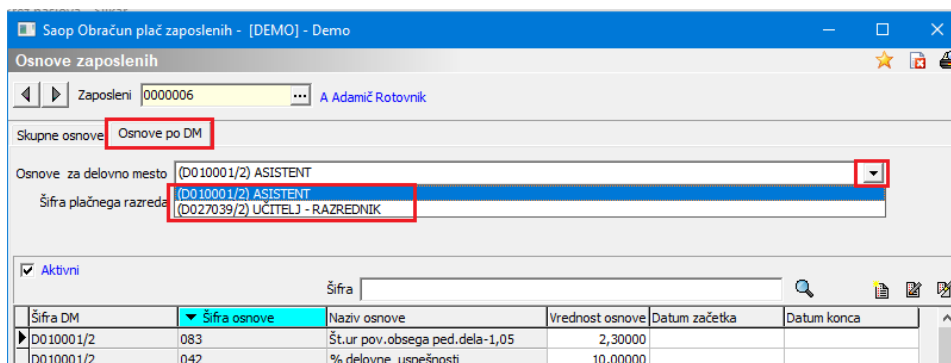 Saop Obračun plač zaposlenih - [DEMO] - Demo
Osnove zaposlenih
Zaposleni 0000006 ... A Adamič Rotovnik
Skupne osnove Osnove po DM
Osnove za delovno mesto (D010001/2) ASISTENT
(D010001/2) ASISTENT
Šifra plačnega razreda (D027039/2) UČITELJ - RAZREDNIK
Aktivni
Šifra
Šifra DM Šifra osnove Naziv osnove Vrednost osnove Datum začetka Datum konca
D010001/2 083 Št.ur pov.obsega ped.dela-1,05 2,30000
D010001/2 042 % delovne uspešnosti 10,00000